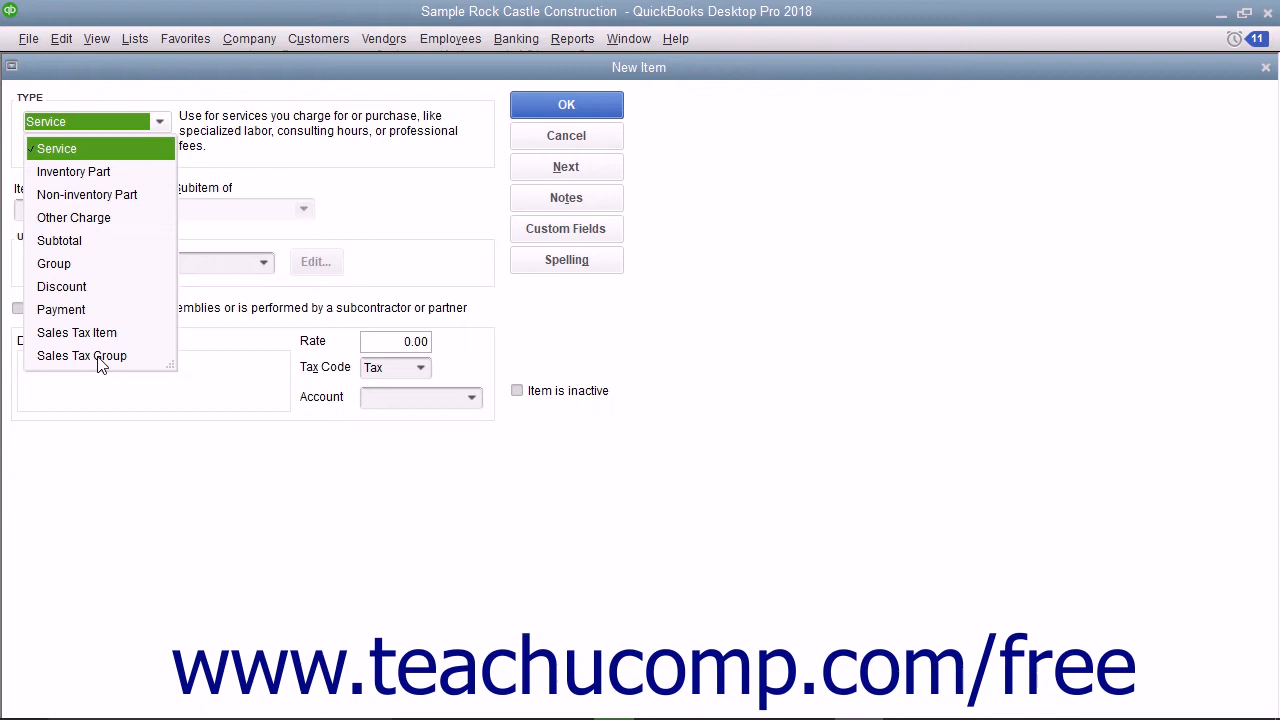 qb
Sample Rock Castle Construction - QuickBooks Desktop Pro 2018
File Edit View Lists Favorites Company Customers Vendors Employees Banking Reports Window Help
11
New Item
TYPE
Service
Use for services you charge for or purchase, like
specialized labor, consulting hours, or professional
fees.
OK
Cancel
Next
Notes
Custom Fields
Spelling
Service
Inventory Part
Non-inventory Part
Other Charge
Subtotal
Group
Discount
Payment
Sales Tax Item
Sales Tax Group
Subitem of
Edit...
emblies or is performed by a subcontractor or partner
Rate 0.00
Tax Code Tax
Account
Item is inactive
www.teachucomp.com/free